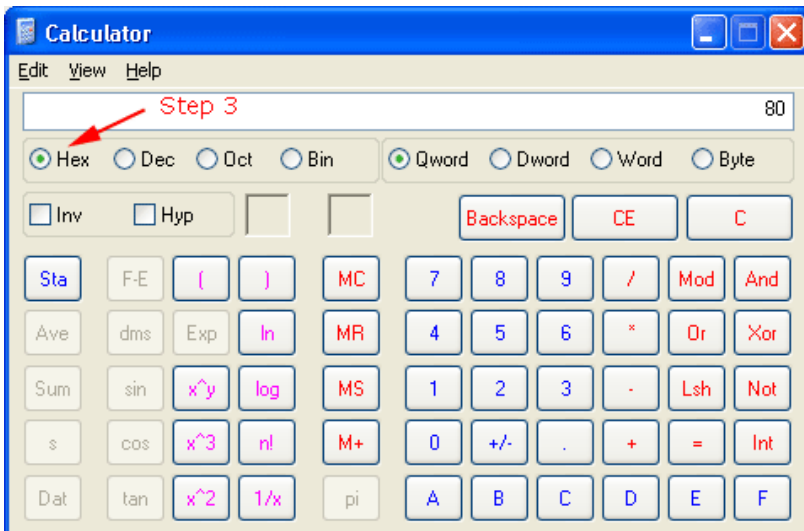 Calculator
Edit View Help
Step 3
80
Hex Dec Oct Bin Qword Dword Word Byte
Inv Hyp Backspace CE C
Sta F-E ( ) MC 7 8 9 / Mod And
Ave dms Exp ln MR 4 5 6 * Or Xor
Sum sin x^y log MS 1 2 3 - Lsh Not
s cos x^3 n! M+ 0 +/- . + = Int
Dat tan x^2 1/x pi A B C D E F